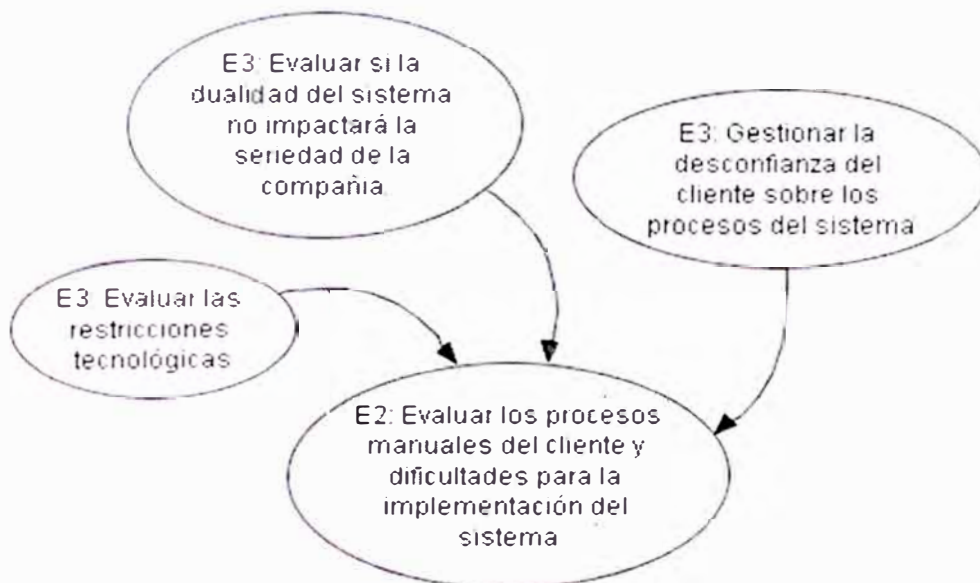 E3: Evaluar si la
dualidad del sistema
no impactará la
seriedad de la
compañia.
E3: Gestionar la
desconfianza del
cliente sobre los
procesos del sistema
E3: Evaluar las
restricciones
tecnológicas
E2: Evaluar los procesos
manuales del cliente y
dificultades para la
implementación del
sistema